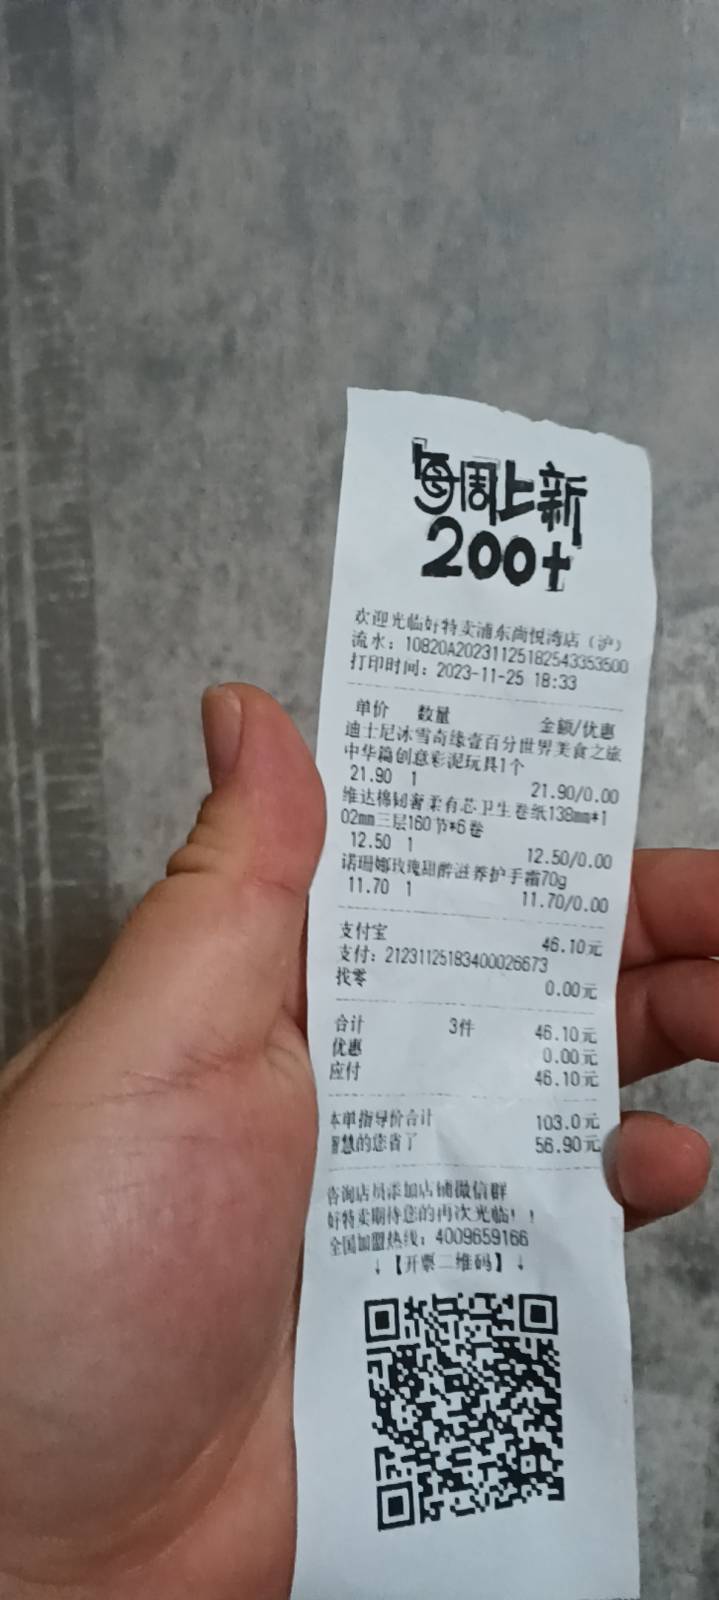 每周上新
200+
欢迎光临好特卖浦东尚悦湾店（沪）
流水：10820A20231125182543353500
打印时间：2023-11-25 18:33
单价 数量 金额/优惠
迪士尼冰雪奇缘壹百分世界美食之旅
中华篇创意彩泥玩具1个
21.90 1 21.90/0.00
维达棉韧奢柔有芯卫生卷纸138mm*1
02mm三层160节*6卷
12.50 1 12.50/0.00
诺珊娜玫瑰甜醉滋养护手霜70g
11.70 1 11.70/0.00
支付宝 46.10元
支付：21231125183400026673
找零 0.00元
合计 3件 46.10元
优惠 0.00元
应付 46.10元
本单指导价合计 103.0元
智慧的您省了 56.90元
咨询店员添加店铺微信群
好特卖期待您的再次光临！！
全国加盟热线：4009659166
↓【开票二维码】↓